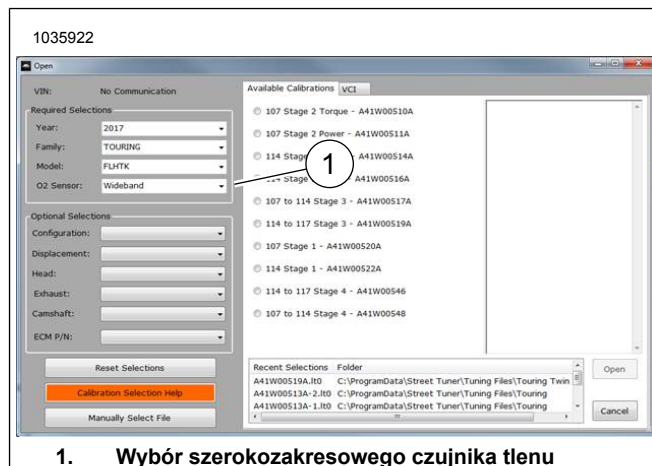 1035922
Open
VIN: No Communication
Required Selections
Year: 2017
Family: TOURING
Model: FLHTK
O2 Sensor: Wideband
Optional Selections
Configuration:
Displacement:
Head:
Exhaust:
Camshaft:
ECM P/N:
Reset Selections
Calibration Selection Help
Manually Select File
Available Calibrations VCI
107 Stage 2 Torque - A41W00510A
107 Stage 2 Power - A41W00511A
114 Stage A41W00514A
114 Stage A41W00516A
107 to 114 Stage 3 - A41W00517A
114 to 117 Stage 3 - A41W00519A
107 Stage 1 - A41W00520A
114 Stage 1 - A41W00522A
114 to 117 Stage 4 - A41W00546
107 to 114 Stage 4 - A41W00548
1
Recent Selections Folder
A41W00519A.lt0 C:\ProgramData\Street Tuner\Tuning Files\Touring Twin
A41W00513A-2.lt0 C:\ProgramData\Street Tuner\Tuning Files\Touring
A41W00513A-1.lt0 C:\ProgramData\Street Tuner\Tuning Files\Touring
Open
Cancel
1. Wybór szerokozakresowego czujnika tlenu